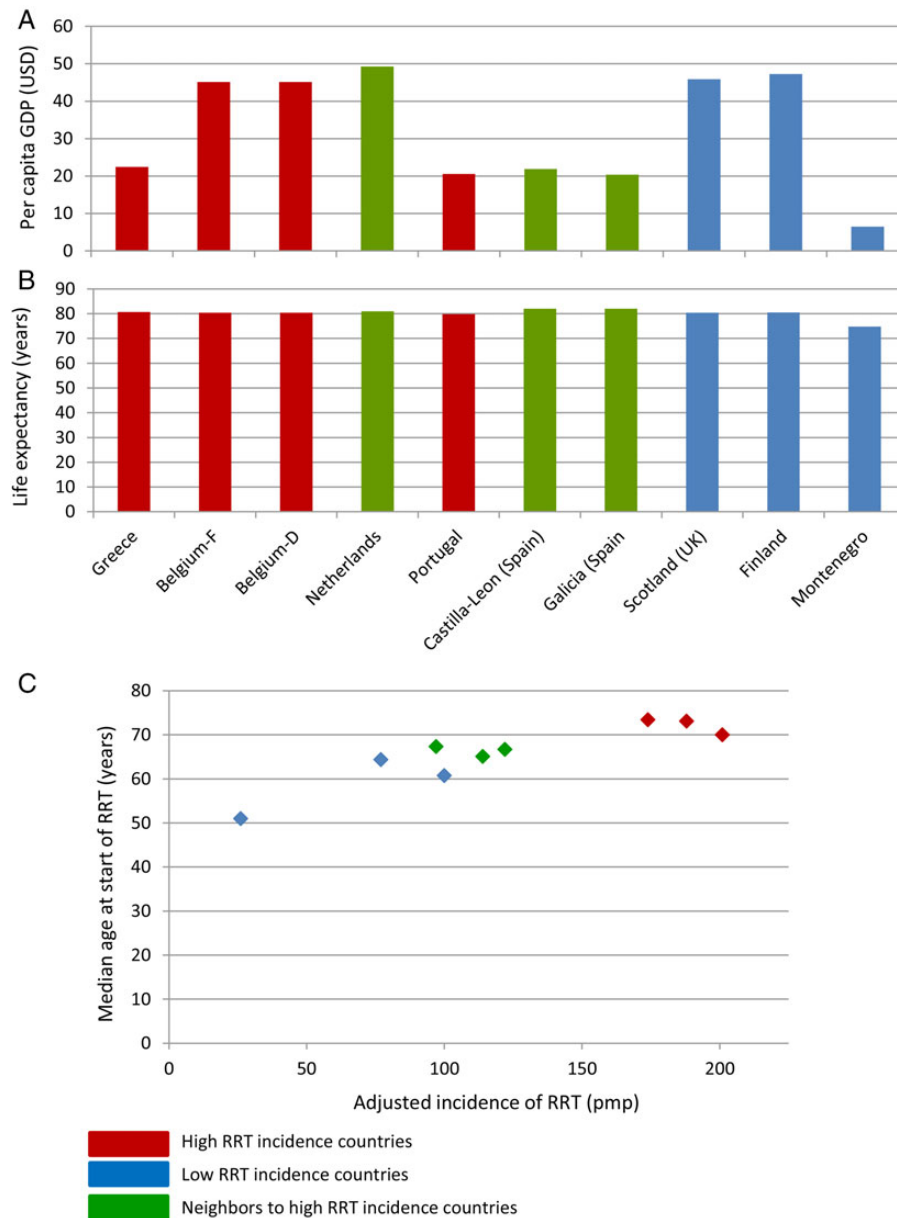 A
Per capita GDP (USD)
60
50
40
30
20
10
0
B
Life expectancy (years)
90
80
70
60
50
40
30
20
10
0
Greece
Belgium-F
Belgium-D
Netherlands
Portugal
Castilla-Leon (Spain)
Galicia (Spain
Scotland (UK)
Finland
Montenegro
C
Median age at start of RRT (years)
80
70
60
50
40
30
20
10
0
0 50 100 150 200
Adjusted incidence of RRT (pmp)
High RRT incidence countries
Low RRT incidence countries
Neighbors to high RRT incidence countries